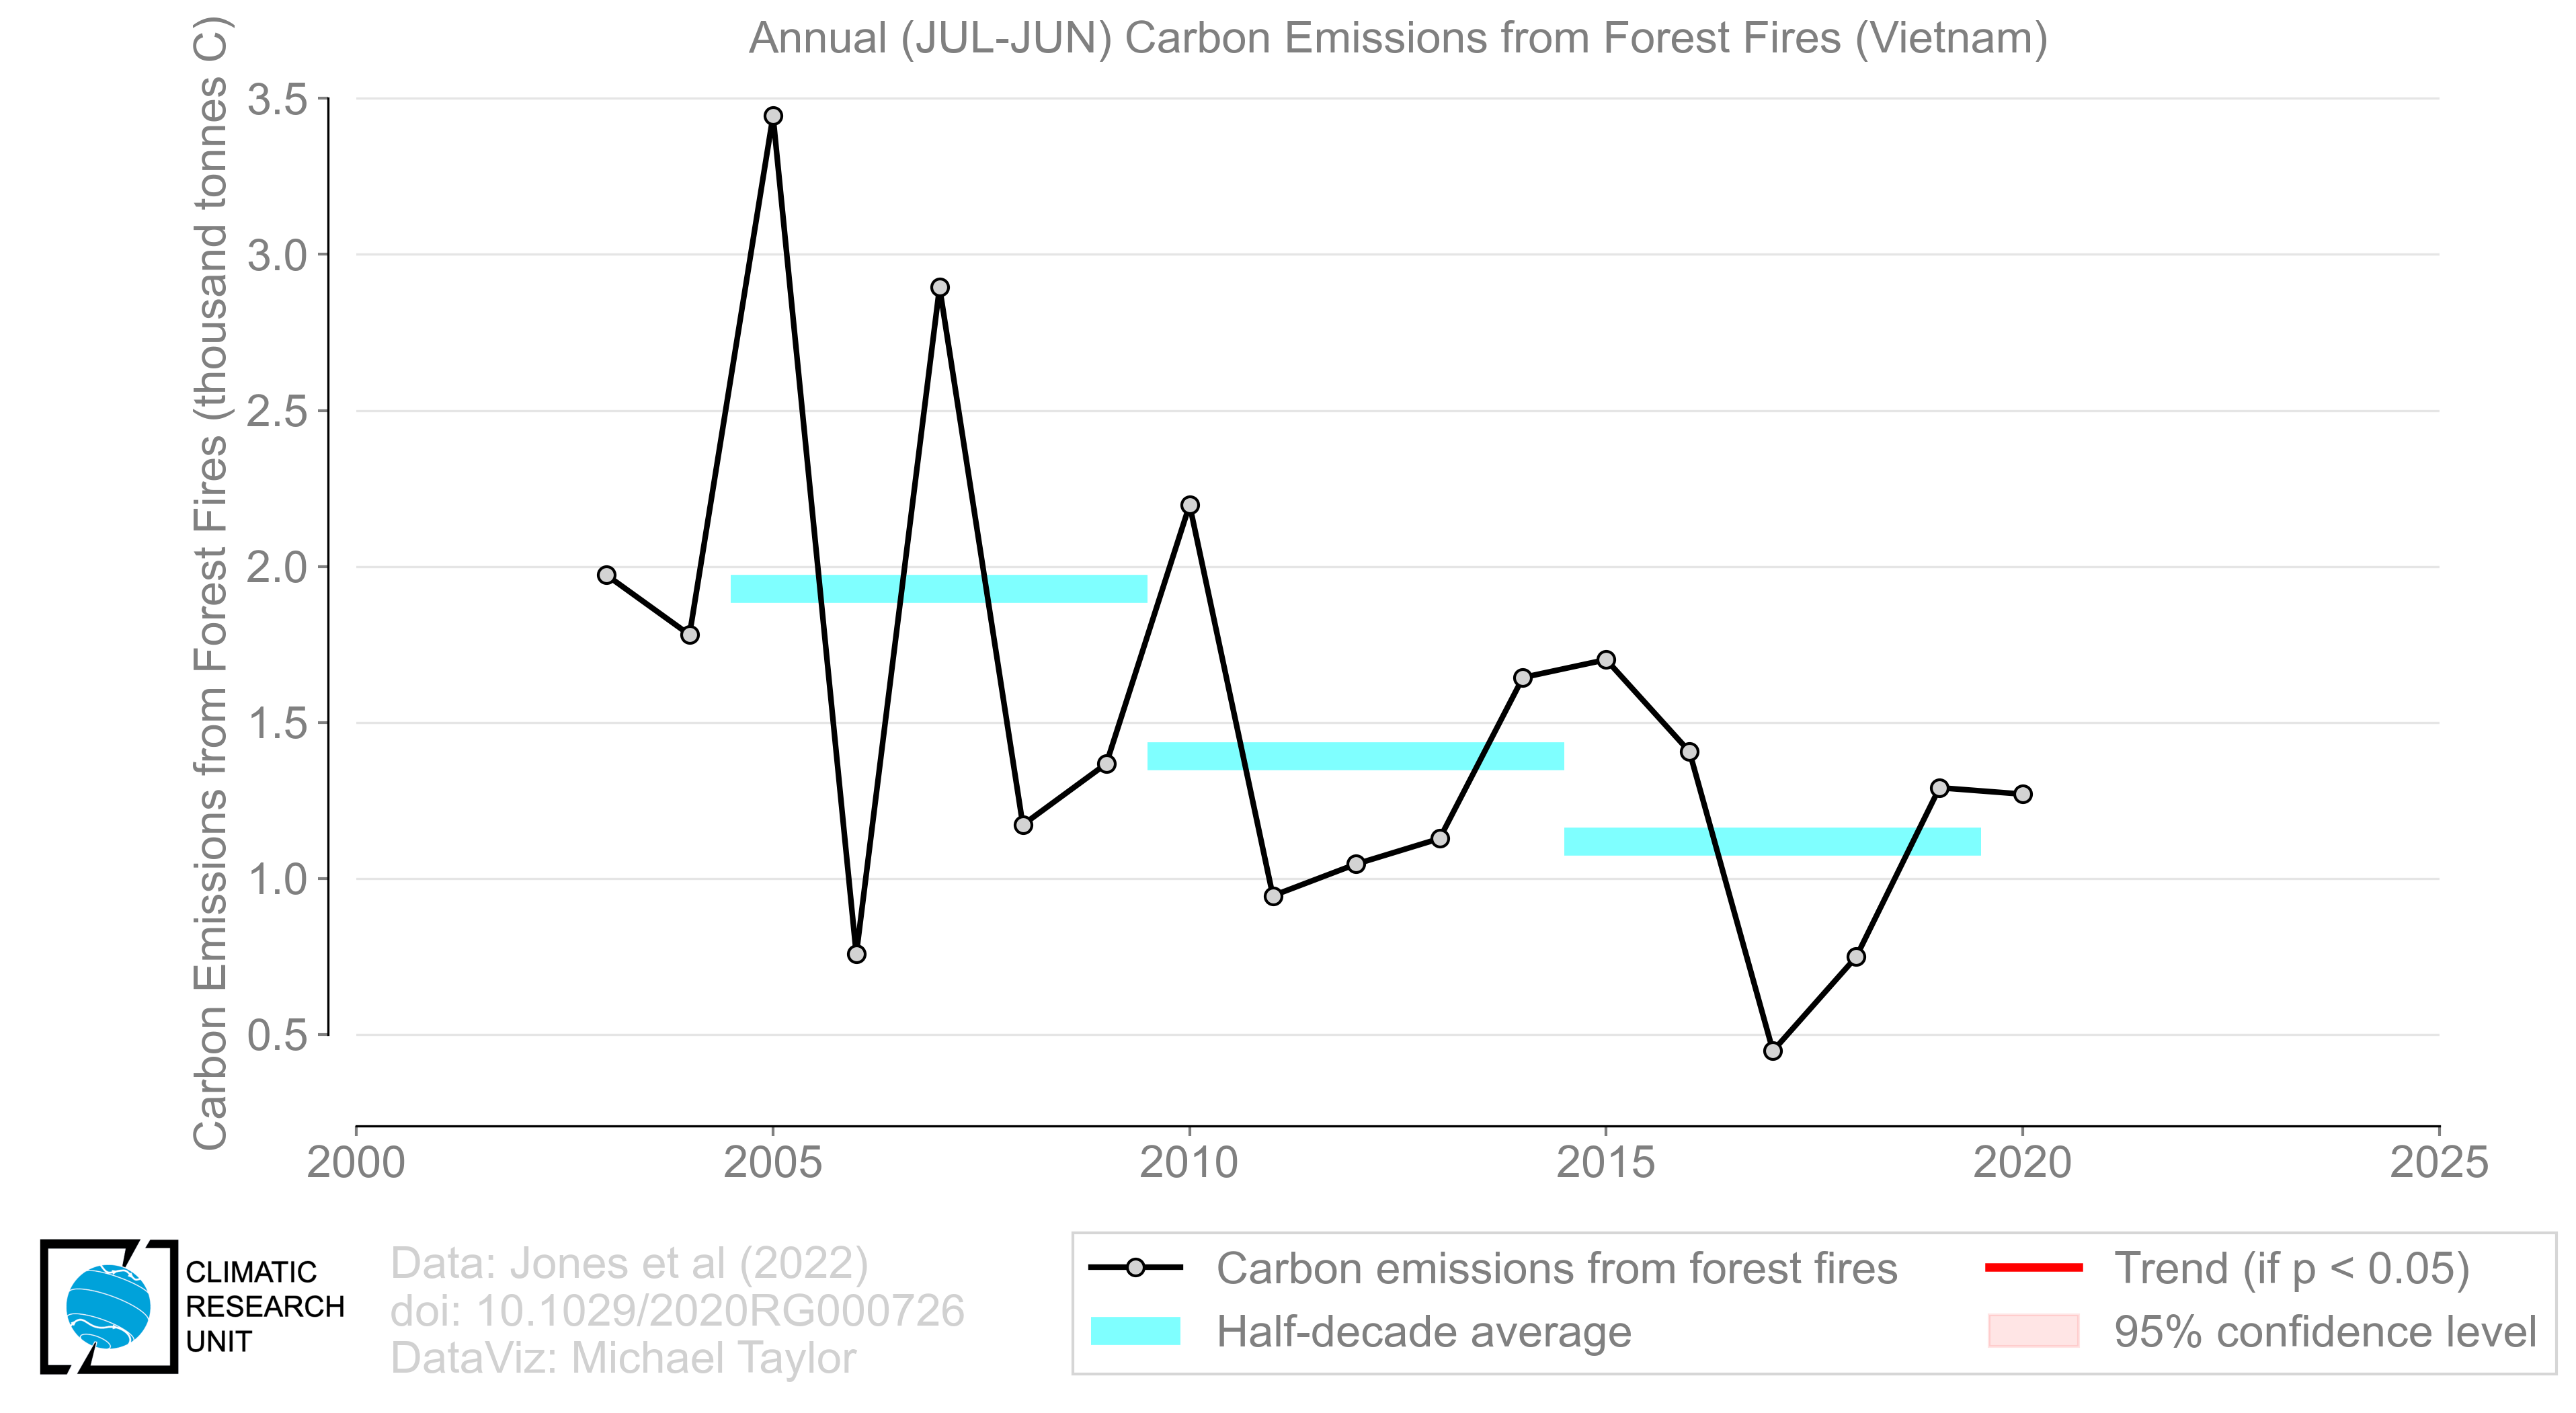 Annual (JUL-JUN) Carbon Emissions from Forest Fires (Vietnam)
Carbon Emissions from Forest Fires (thousand tonnes C)
3.5
3.0
2.5
2.0
1.5
1.0
0.5
2000 2005 2010 2015 2020 2025
CLIMATIC
RESEARCH
UNIT
Data: Jones et al (2022)
doi: 10.1029/2020RG000726
DataViz: Michael Taylor
Carbon emissions from forest fires
Half-decade average
Trend (if p < 0.05)
95% confidence level